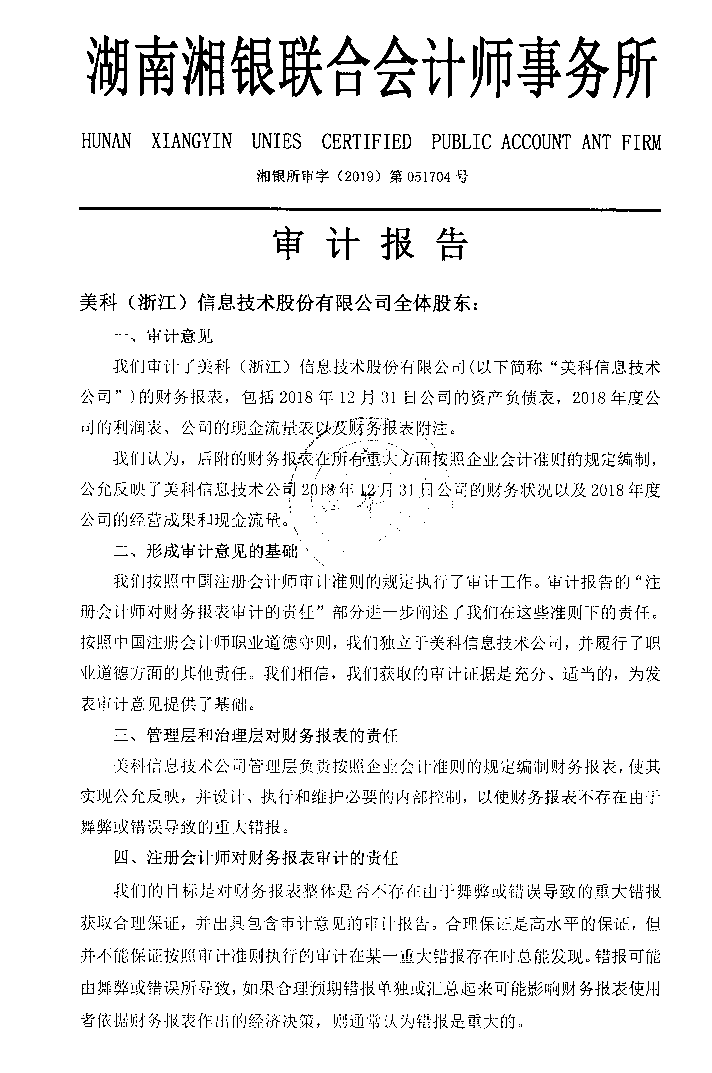 湖南湘银联合会计师事务所
HUNAN XIANGYIN UNIES CERTIFIED PUBLIC ACCOUNT ANT FIRM
湘银所审字（2019）第051704号
审计报告
美科（浙江）信息技术股份有限公司全体股东：
一、审计意见
我们审计了美科（浙江）信息技术股份有限公司(以下简称“美科信息技术
公司”)的财务报表，包括2018年12月31日公司的资产负债表，2018年度公
司的利润表、公司的现金流量表以及财务报表附注。
我们认为，后附的财务报表在所有重大方面按照企业会计准则的规定编制，
公允反映了美科信息技术公司2018年12月31日公司的财务状况以及2018年度
公司的经营成果和现金流量。
二、形成审计意见的基础
我们按照中国注册会计师审计准则的规定执行了审计工作。审计报告的“注
册会计师对财务报表审计的责任”部分进一步阐述了我们在这些准则下的责任。
按照中国注册会计师职业道德守则，我们独立于美科信息技术公司，并履行了职
业道德方面的其他责任。我们相信，我们获取的审计证据是充分、适当的，为发
表审计意见提供了基础。
三、管理层和治理层对财务报表的责任
美科信息技术公司管理层负责按照企业会计准则的规定编制财务报表，使其
实现公允反映，并设计、执行和维护必要的内部控制，以使财务报表不存在由于
舞弊或错误导致的重大错报。
四、注册会计师对财务报表审计的责任
我们的目标是对财务报表整体是否不存在由于舞弊或错误导致的重大错报
获取合理保证，并出具包含审计意见的审计报告。合理保证是高水平的保证，但
并不能保证按照审计准则执行的审计在某一重大错报存在时总能发现。错报可能
由舞弊或错误所导致，如果合理预期错报单独或汇总起来可能影响财务报表使用
者依据财务报表作出的经济决策，则通常认为错报是重大的。